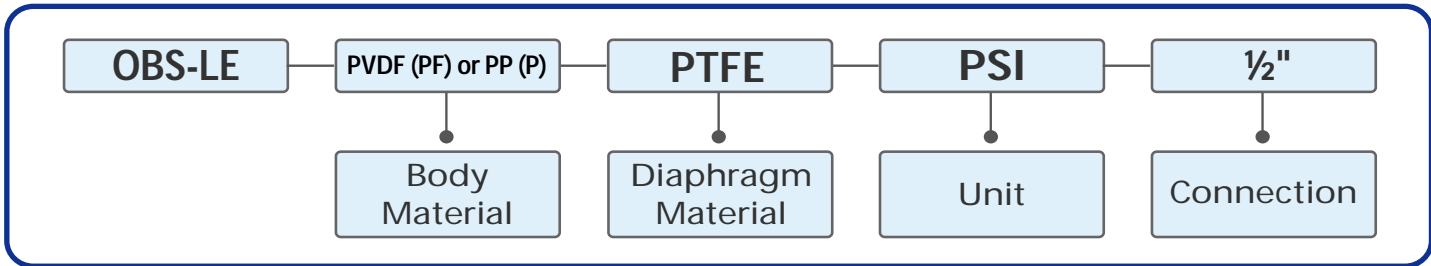 OBS-LE
PVDF (PF) or PP (P)
PTFE
PSI
½"
Body
Material
Diaphragm
Material
Unit
Connection